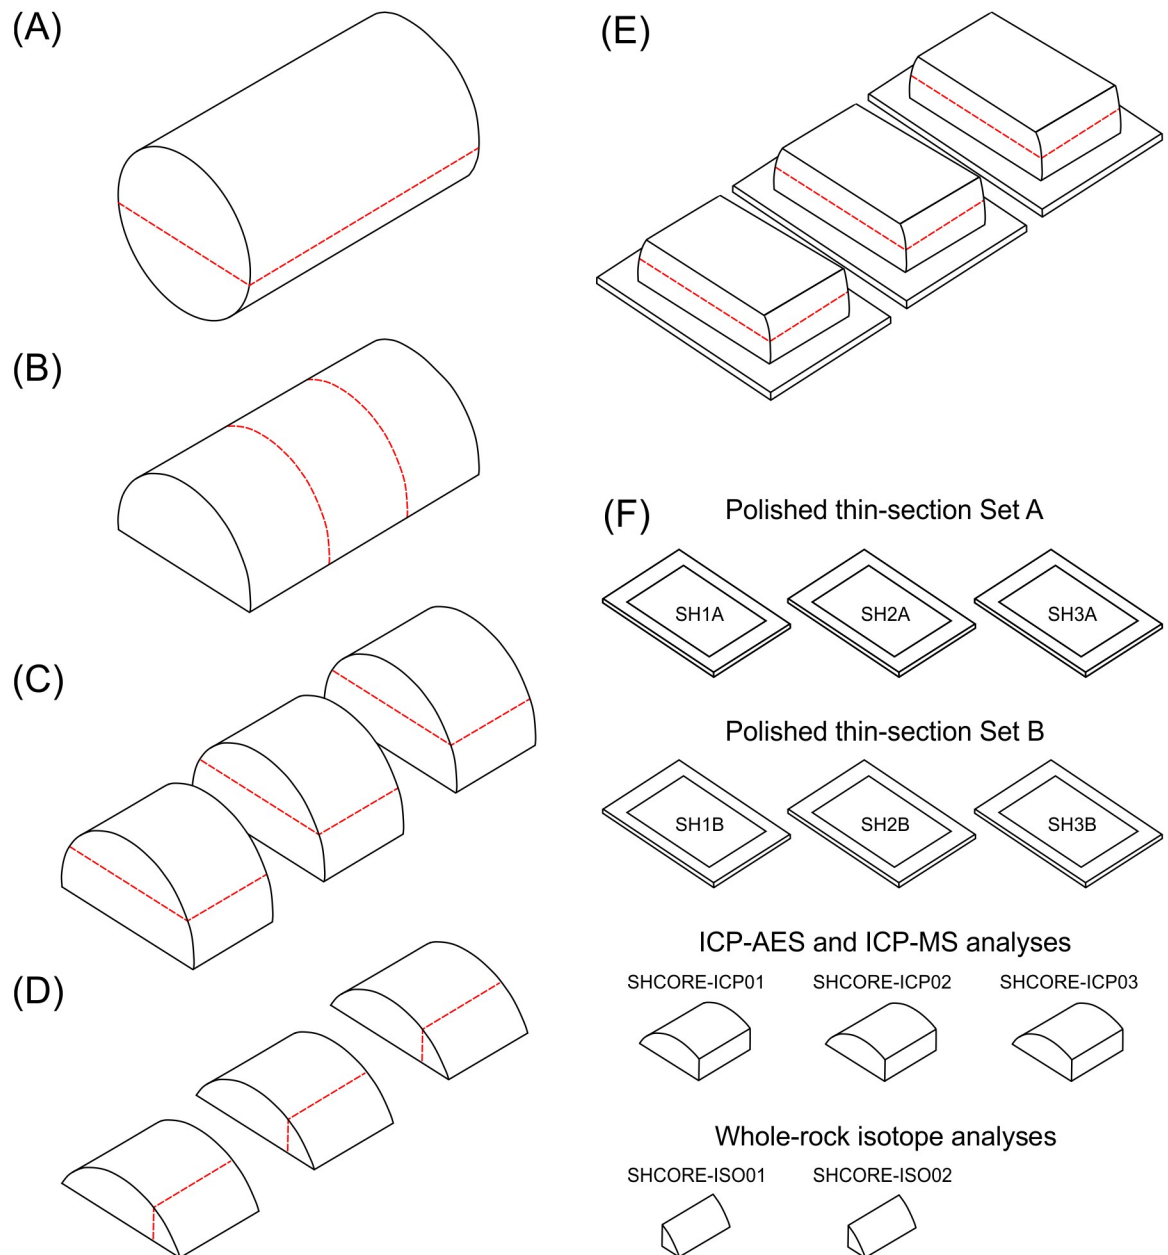 (A)
(B)
(C)
(D)
(E)
(F)
Polished thin-section Set A
SH1A
SH2A
SH3A
Polished thin-section Set B
SH1B
SH2B
SH3B
ICP-AES and ICP-MS analyses
SHCORE-ICP01
SHCORE-ICP02
SHCORE-ICP03
Whole-rock isotope analyses
SHCORE-ISO01
SHCORE-ISO02